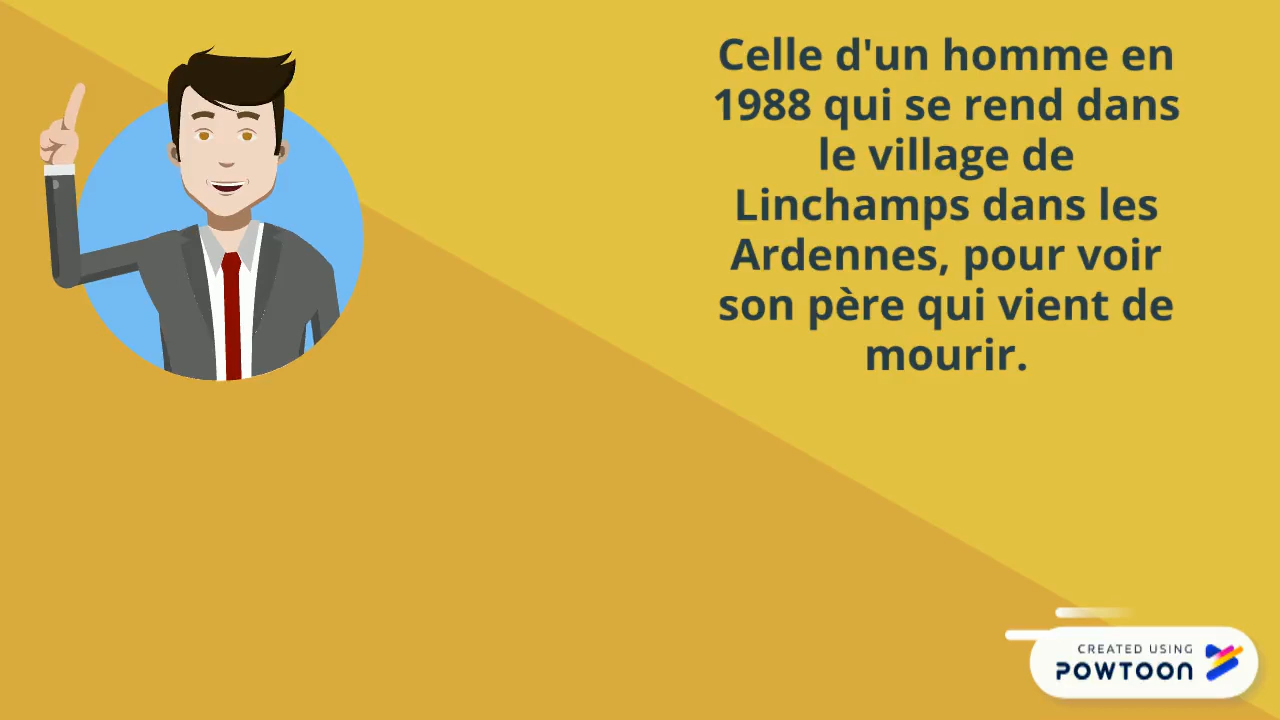 Celle d'un homme en
1988 qui se rend dans
le village de
Linchamps dans les
Ardennes, pour voir
son père qui vient de
mourir.
CREATED USING
POWTOON